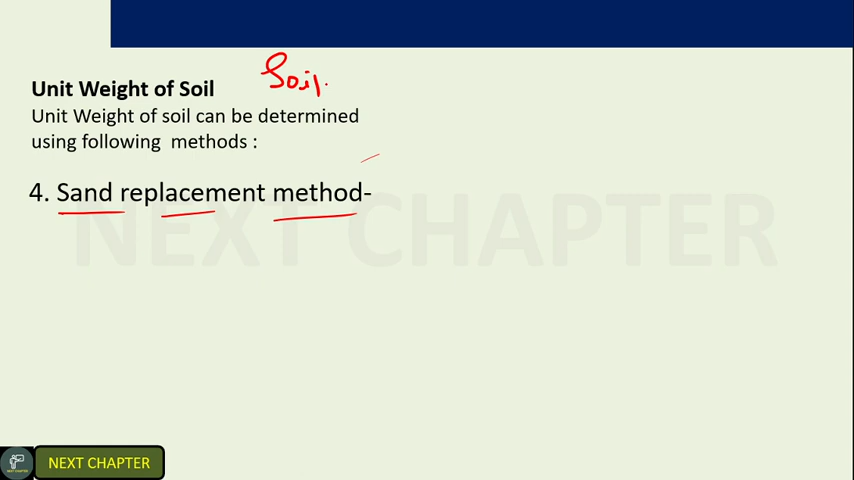 Soil.
Unit Weight of Soil
Unit Weight of soil can be determined
using following methods :
4. Sand replacement method-
NEXT CHAPTER
NEXT CHAPTER